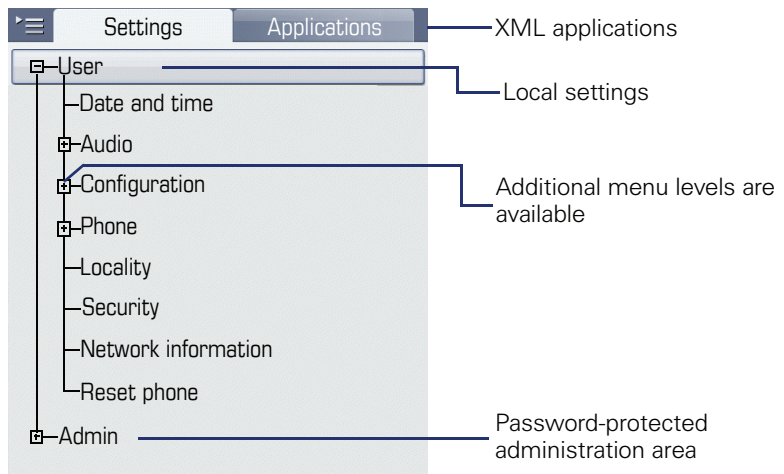 Settings Applications XML applications
User
Local settings
Date and time
Audio
Configuration
Additional menu levels are
available
Phone
Locality
Security
Network information
Reset phone
Admin
Password-protected
administration area